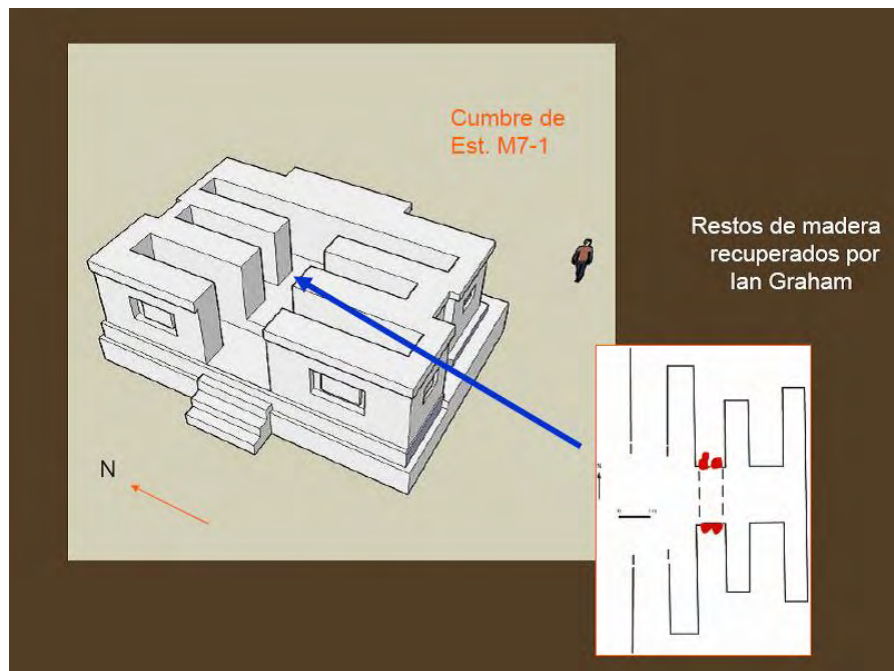 Cumbre de
Est. M7-1
Restos de madera
recuperados por
Ian Graham
N
N